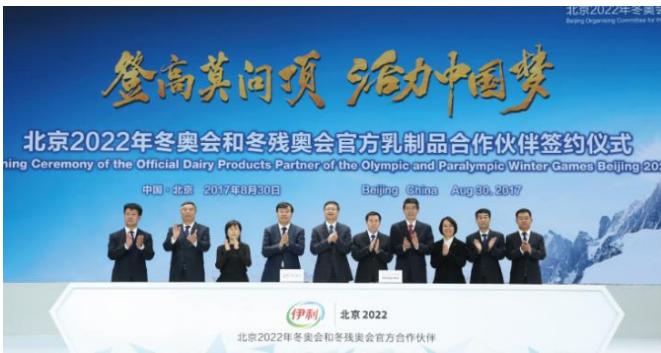 北京2022年冬奥会
Beijing Organising Committee for the
登高莫问顶 活力中国梦
北京2022年冬奥会和冬残奥会官方乳制品合作伙伴签约仪式
ning Ceremony of the Official Dairy Products Partner of the Olympic and Paralympic Winter Games Beijing 202
中国·北京 2017年8月30日 Beijing China Aug 30, 2017
伊利 北京2022
北京2022年冬奥会和冬残奥会官方合作伙伴